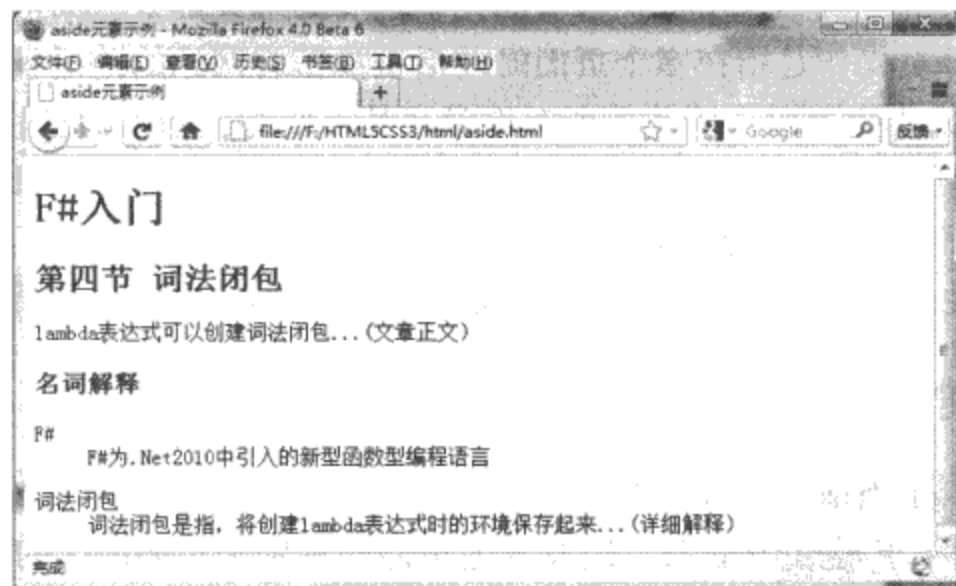 aside元素示例 - Mozilla Firefox 4.0 Beta 6
文件(F) 编辑(E) 查看(V) 历史(S) 书签(B) 工具(T) 帮助(H)
aside元素示例 +
file:///F:/HTML5CSS3/html/aside.html Google 反馈
F#入门
第四节 词法闭包
lambda表达式可以创建词法闭包...(文章正文)
名词解释
F#
F#为.Net2010中引入的新型函数型编程语言
词法闭包
词法闭包是指，将创建lambda表达式时的环境保存起来...(详细解释)
完成